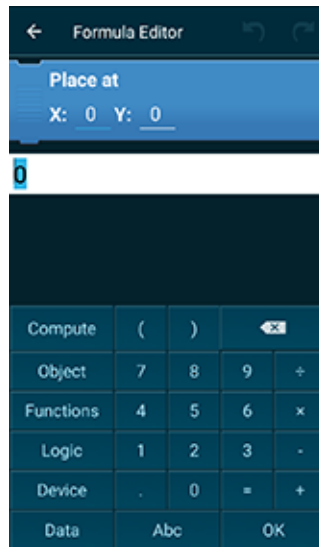 Formula Editor
Place at
X: 0 Y: 0
0
Compute ( )
Object 7 8 9 ÷
Functions 4 5 6 ×
Logic 1 2 3 -
Device . 0 = +
Data Abc OK